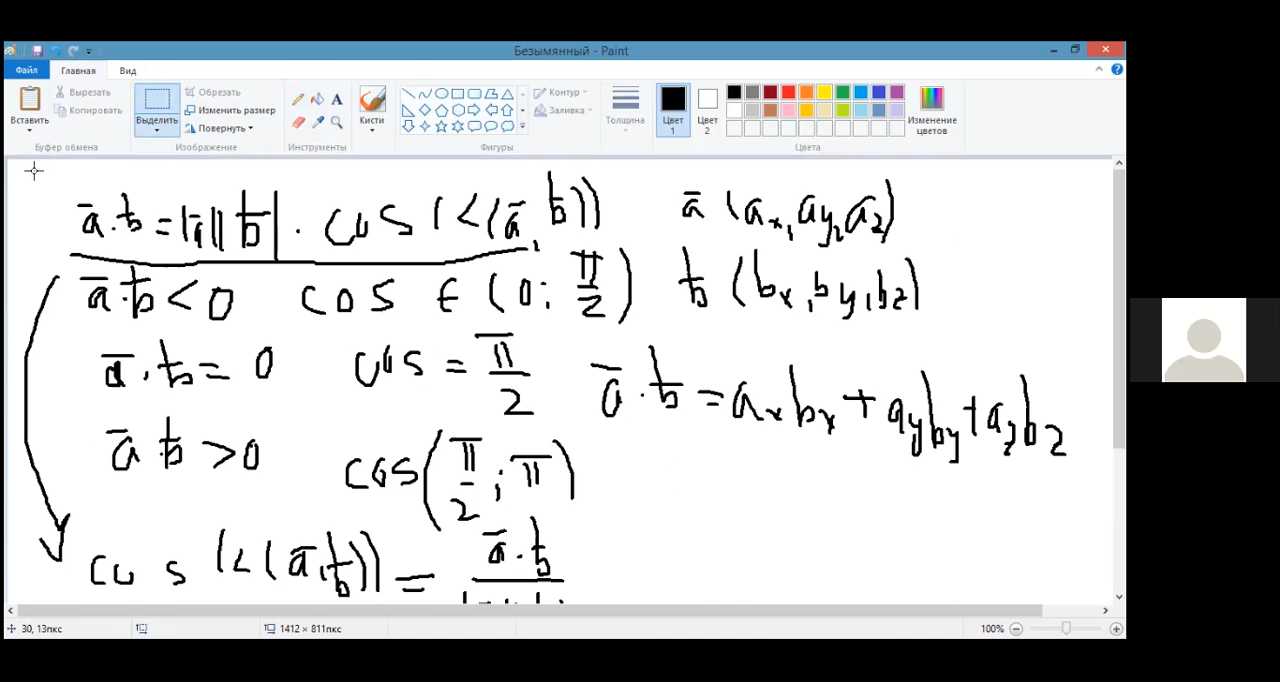 Безымянный - Paint
Файл Главная Вид
Вставить
Вырезать
Копировать
Буфер обмена
Выделить
Обрезать
Изменить размер
Повернуть
Изображение
Инструменты
Кисти
Фигуры
Контур
Заливка
Толщина
Цвет 1
Цвет 2
Изменение цветов
Цвета
a̅·b̅=|a̅||b̅|·cos(<(a̅,b̅))
a̅ (ax, ay, az)
a̅·b̅<0 cos ∈ (0; π/2)
b̅ (bx, by, bz)
a̅·b̅=0 cos = π/2
a̅·b̅=axbx+ayby+azbz
a̅·b̅>0 cos(π/2; π)
cos(<(a̅,b̅)) = a̅·b̅
30, 13пкс
1412 × 811пкс
100%